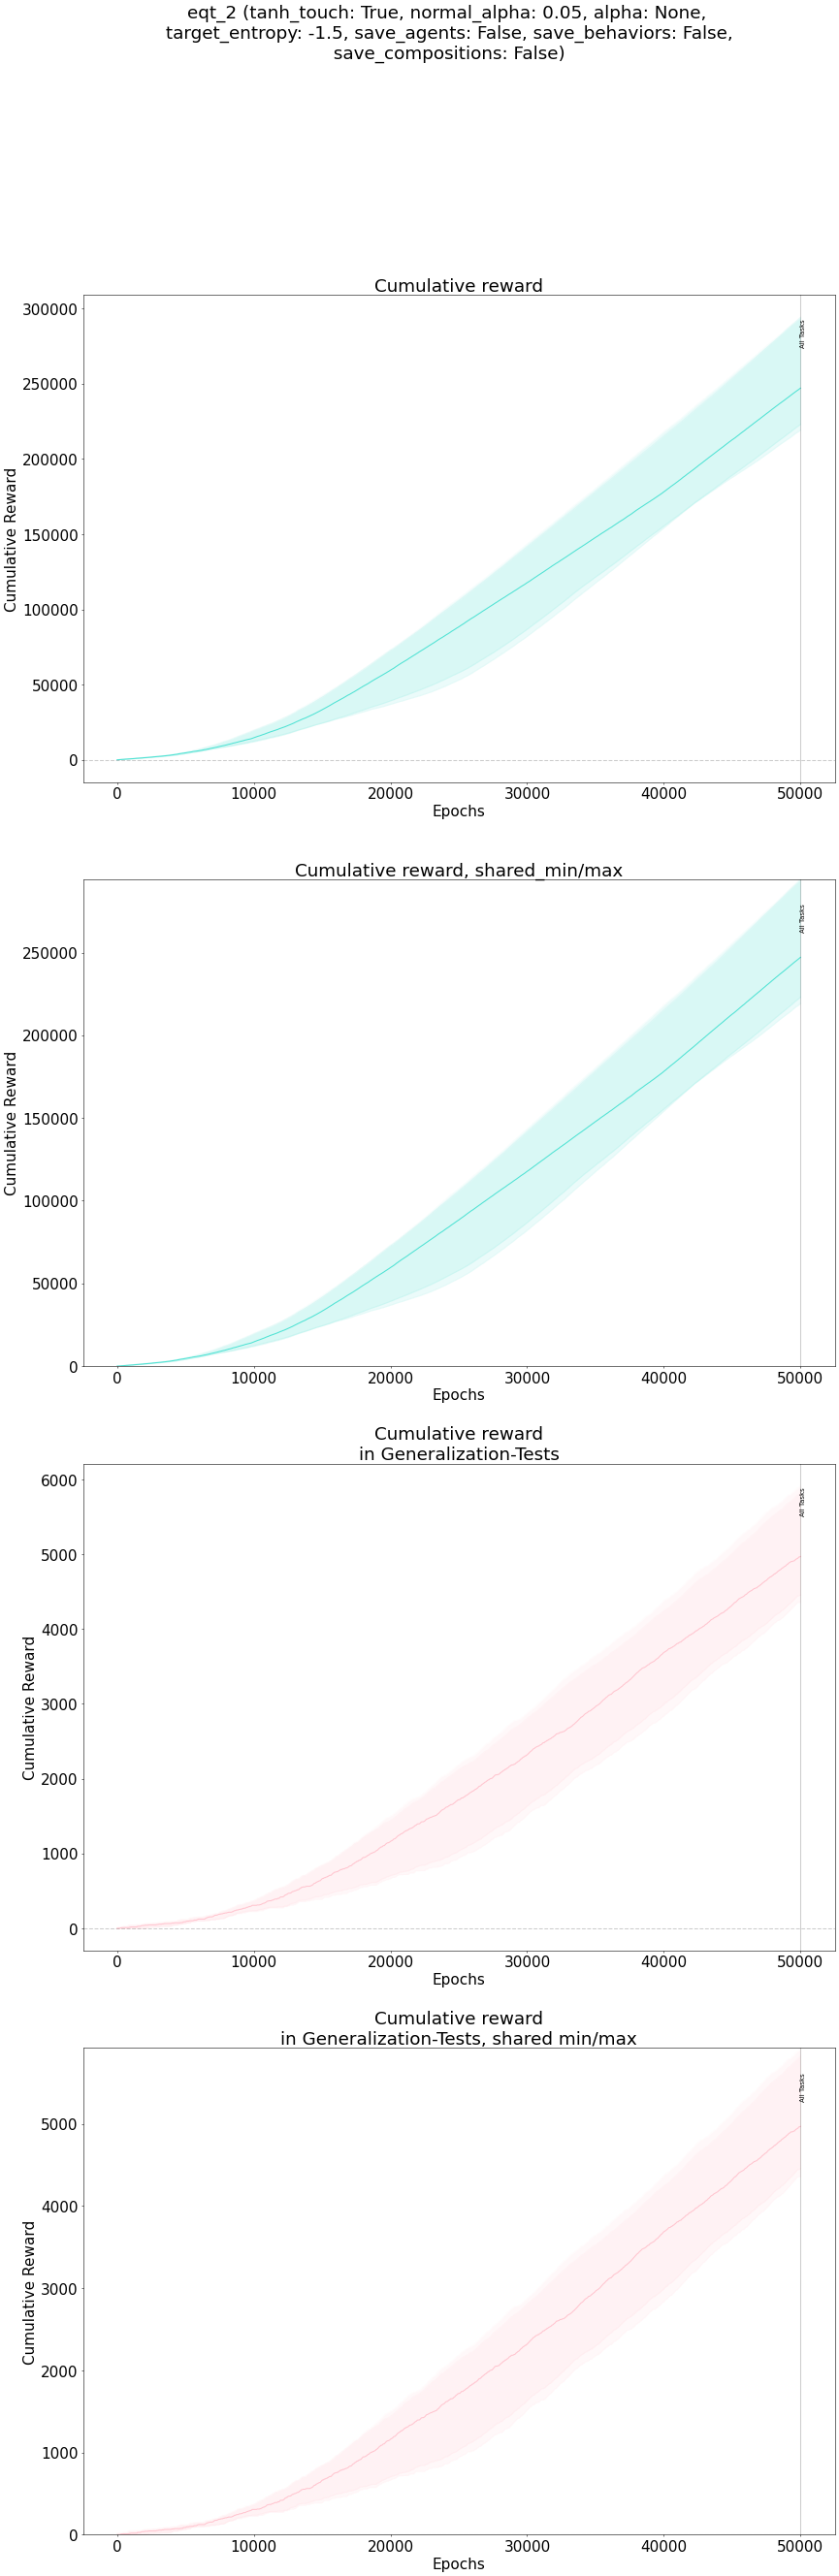 eqt_2 (tanh_touch: True, normal_alpha: 0.05, alpha: None,
target_entropy: -1.5, save_agents: False, save_behaviors: False,
save_compositions: False)
Cumulative reward
300000
250000
200000
150000
100000
50000
0
Cumulative Reward
All Tasks
0 10000 20000 30000 40000 50000
Epochs
Cumulative reward, shared_min/max
250000
200000
150000
100000
50000
0
Cumulative Reward
All Tasks
0 10000 20000 30000 40000 50000
Epochs
Cumulative reward
in Generalization-Tests
6000
5000
4000
3000
2000
1000
0
Cumulative Reward
All Tasks
0 10000 20000 30000 40000 50000
Epochs
Cumulative reward
in Generalization-Tests, shared min/max
5000
4000
3000
2000
1000
0
Cumulative Reward
All Tasks
0 10000 20000 30000 40000 50000
Epochs